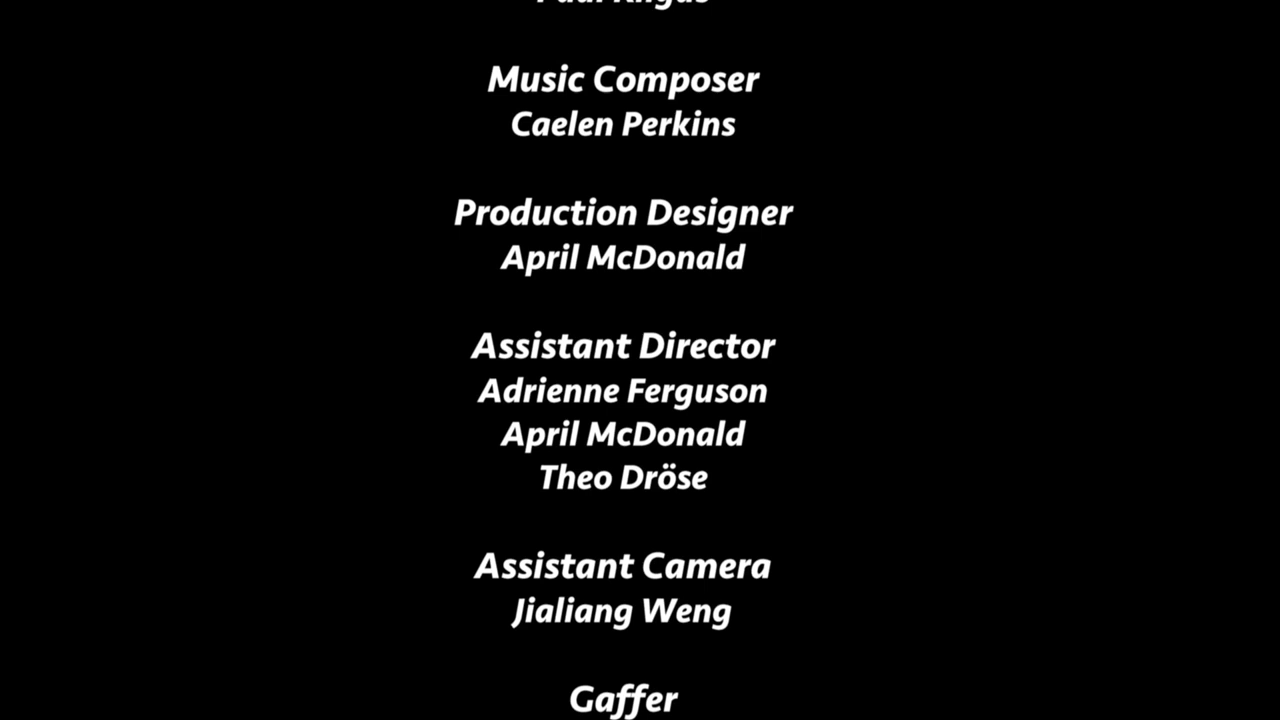 Music Composer
Caelen Perkins
Production Designer
April McDonald
Assistant Director
Adrienne Ferguson
April McDonald
Theo Dröse
Assistant Camera
Jialiang Weng
Gaffer